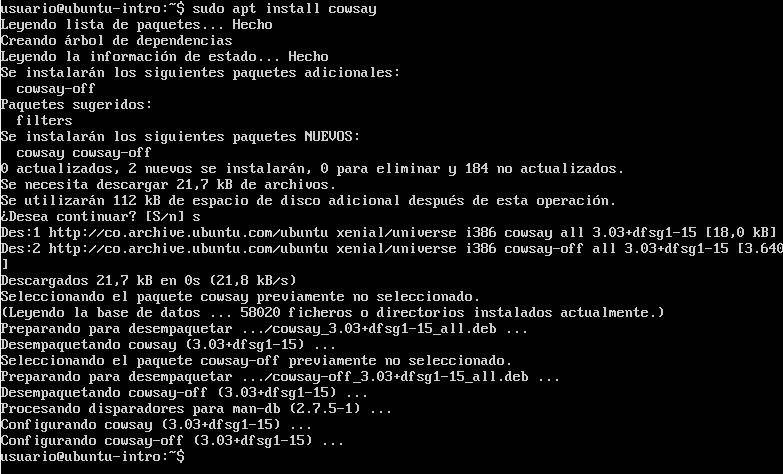 usuario@ubuntu-intro:~$ sudo apt install cowsay
Leyendo lista de paquetes... Hecho
Creando árbol de dependencias
Leyendo la información de estado... Hecho
Se instalarán los siguientes paquetes adicionales:
  cowsay-off
Paquetes sugeridos:
  filters
Se instalarán los siguientes paquetes NUEVOS:
  cowsay cowsay-off
0 actualizados, 2 nuevos se instalarán, 0 para eliminar y 184 no actualizados.
Se necesita descargar 21,7 kB de archivos.
Se utilizarán 112 kB de espacio de disco adicional después de esta operación.
¿Desea continuar? [S/n] s
Des:1 http://co.archive.ubuntu.com/ubuntu xenial/universe i386 cowsay all 3.03+dfsg1-15 [18,0 kB]
Des:2 http://co.archive.ubuntu.com/ubuntu xenial/universe i386 cowsay-off all 3.03+dfsg1-15 [3.640
]
Descargados 21,7 kB en 0s (21,8 kB/s)
Seleccionando el paquete cowsay previamente no seleccionado.
(Leyendo la base de datos ... 58020 ficheros o directorios instalados actualmente.)
Preparando para desempaquetar .../cowsay_3.03+dfsg1-15_all.deb ...
Desempaquetando cowsay (3.03+dfsg1-15) ...
Seleccionando el paquete cowsay-off previamente no seleccionado.
Preparando para desempaquetar .../cowsay-off_3.03+dfsg1-15_all.deb ...
Desempaquetando cowsay-off (3.03+dfsg1-15) ...
Procesando disparadores para man-db (2.7.5-1) ...
Configurando cowsay (3.03+dfsg1-15) ...
Configurando cowsay-off (3.03+dfsg1-15) ...
usuario@ubuntu-intro:~$